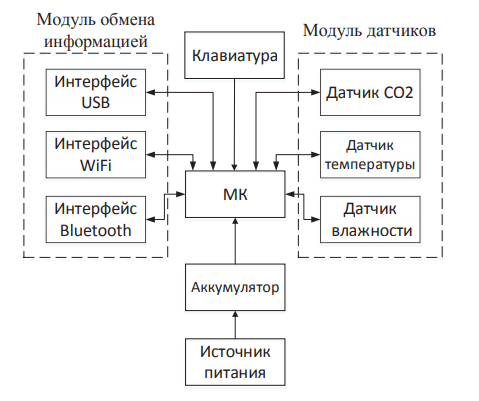 Модуль обмена
информацией
Модуль датчиков
Клавиатура
Интерфейс
USB
Датчик CO2
Интерфейс
WiFi
Датчик
температуры
МК
Интерфейс
Bluetooth
Датчик
влажности
Аккумулятор
Источник
питания